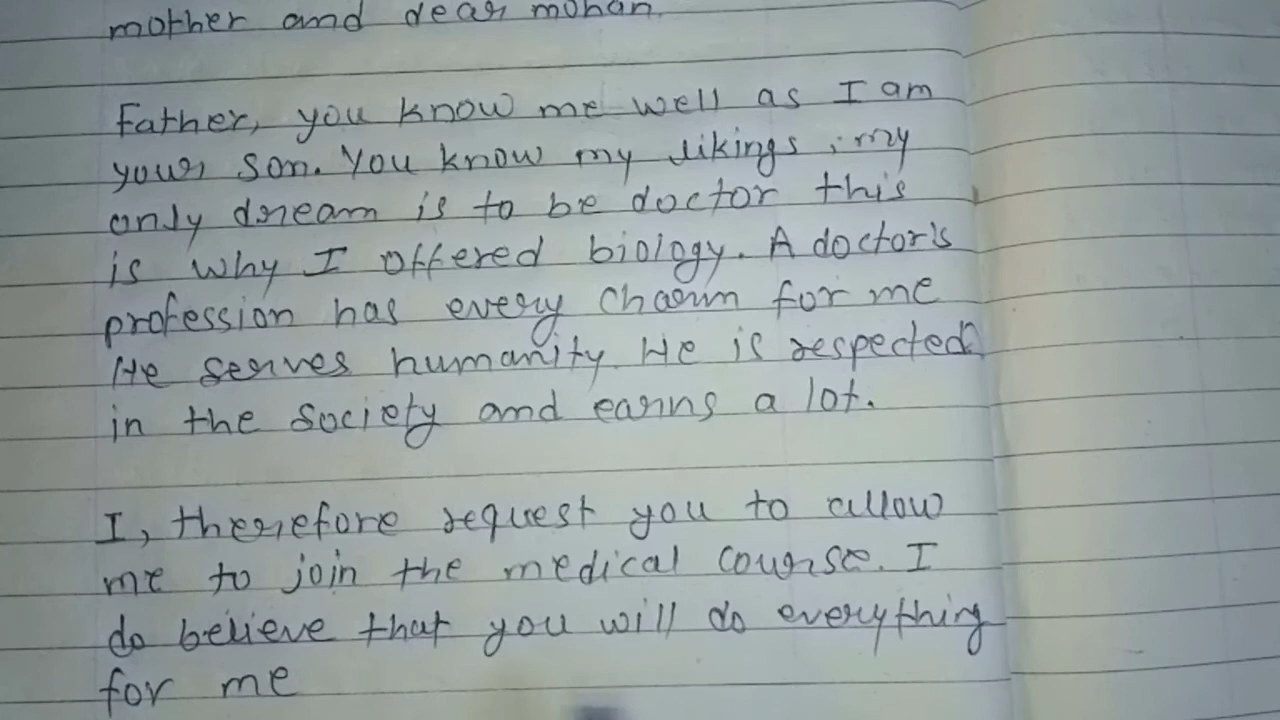 mother and dear mohan
Father, you know me well as I am
your son. You know my likings, my
only dream is to be doctor this
is why I offered biology. A doctor's
profession has every charm for me
He serves humanity. He is respected
in the society and earns a lot.
I, therefore request you to allow
me to join the medical course. I
do believe that you will do everything
for me